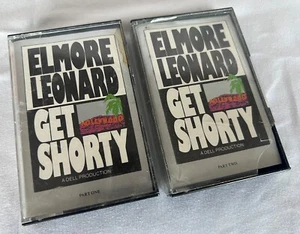 ELMORE
LEONARD
GET
SHORTY
A DELL PRODUCTION
PART ONE
ELMORE
LEONARD
GET
SHORTY
A DELL PRODUCTION
PART TWO